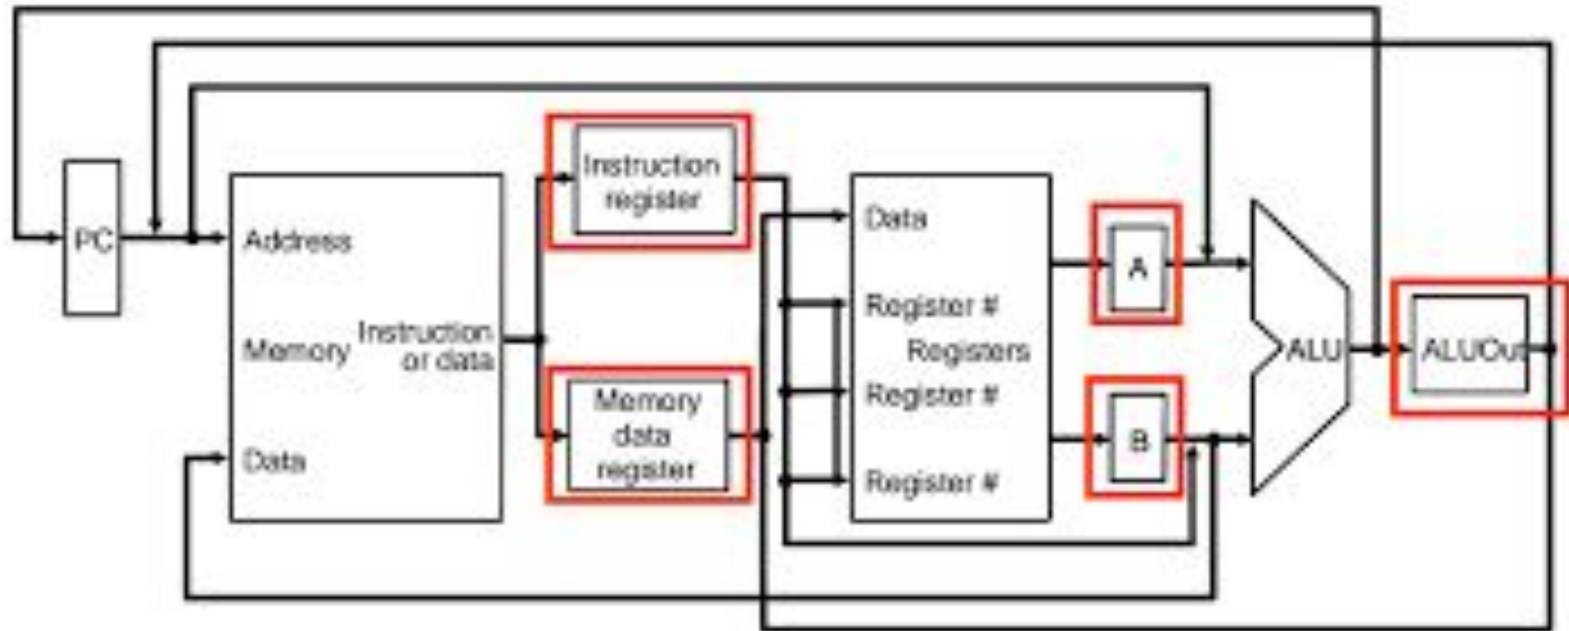 PC
Address
Memory
Instruction
or data
Data
Instruction
register
Memory
data
register
Data
Register #
Registers
Register #
Register #
A
B
ALU
ALUOut